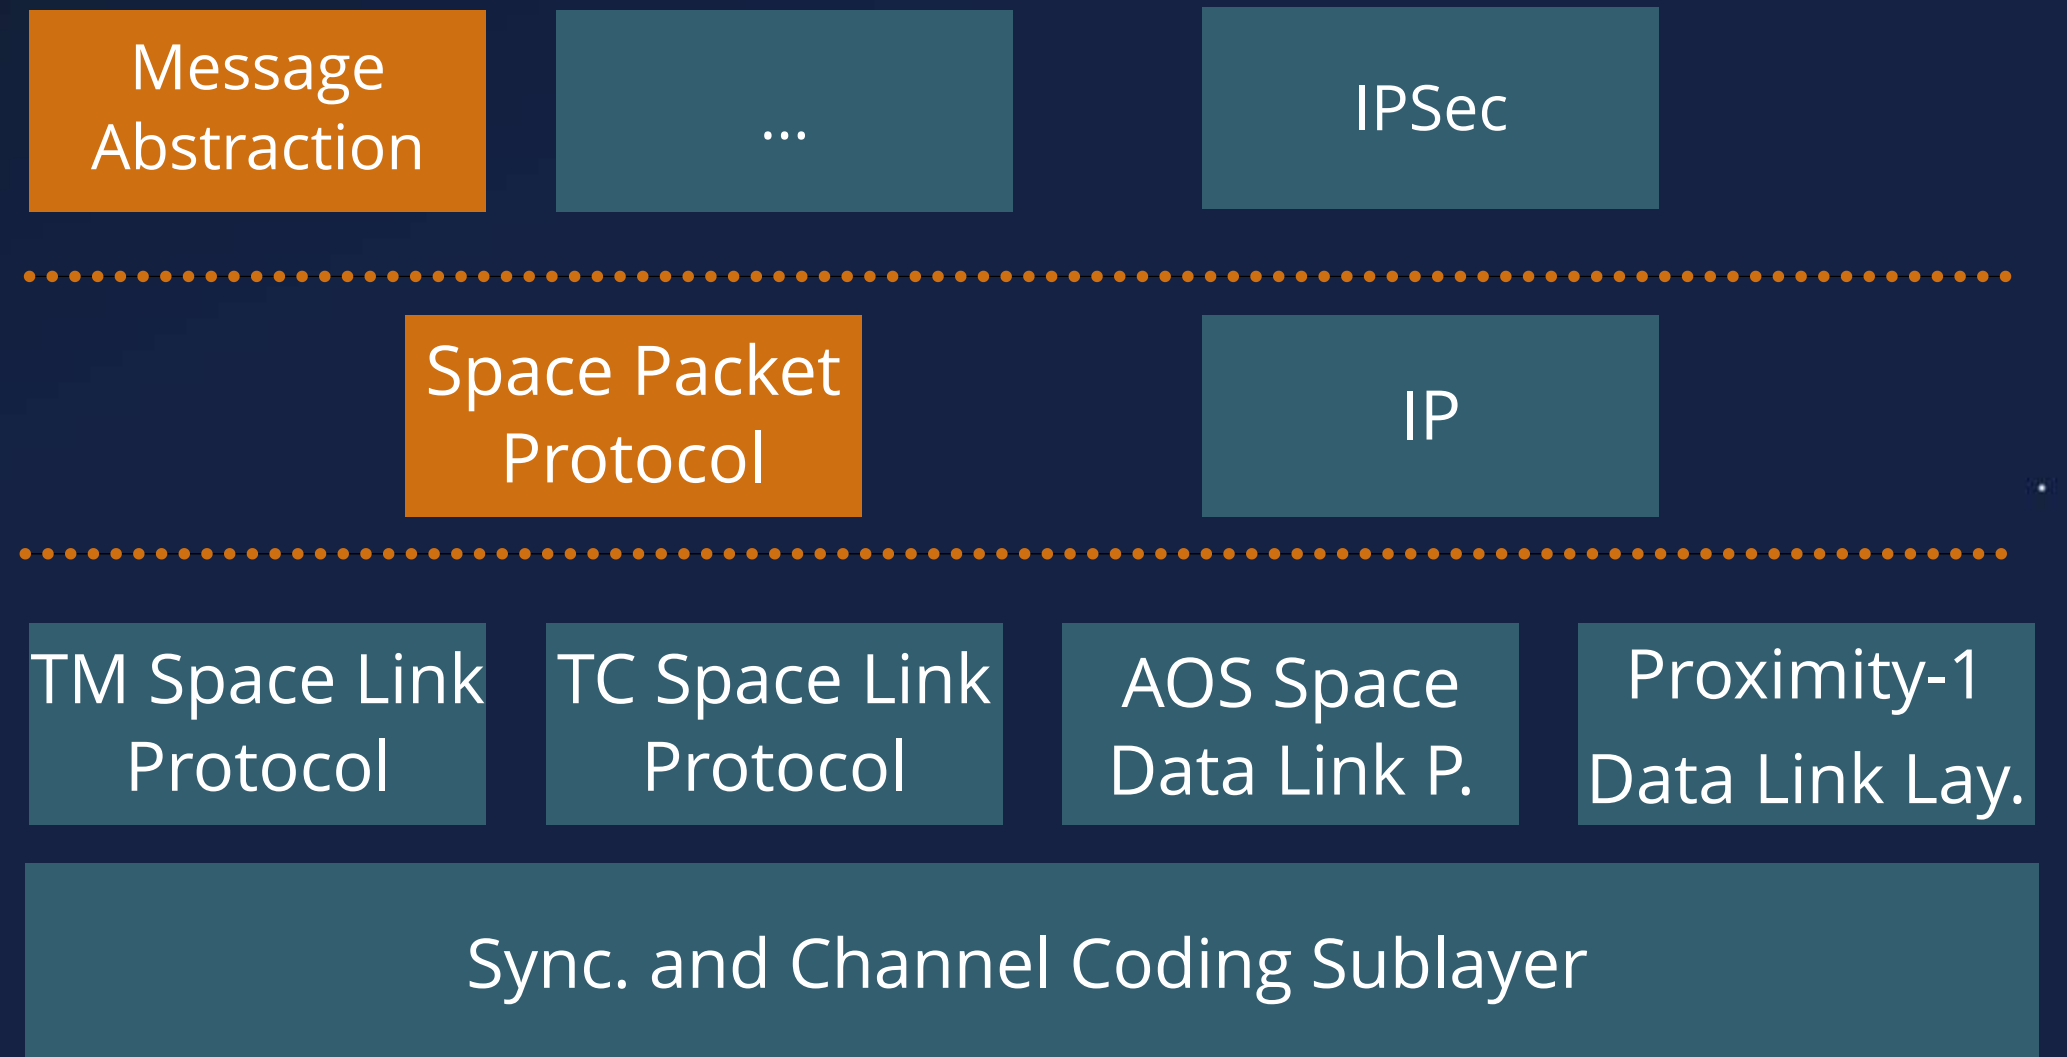 Message
Abstraction
...
IPSec
Space Packet
Protocol
IP
TM Space Link
Protocol
TC Space Link
Protocol
AOS Space
Data Link P.
Proximity-1
Data Link Lay.
Sync. and Channel Coding Sublayer